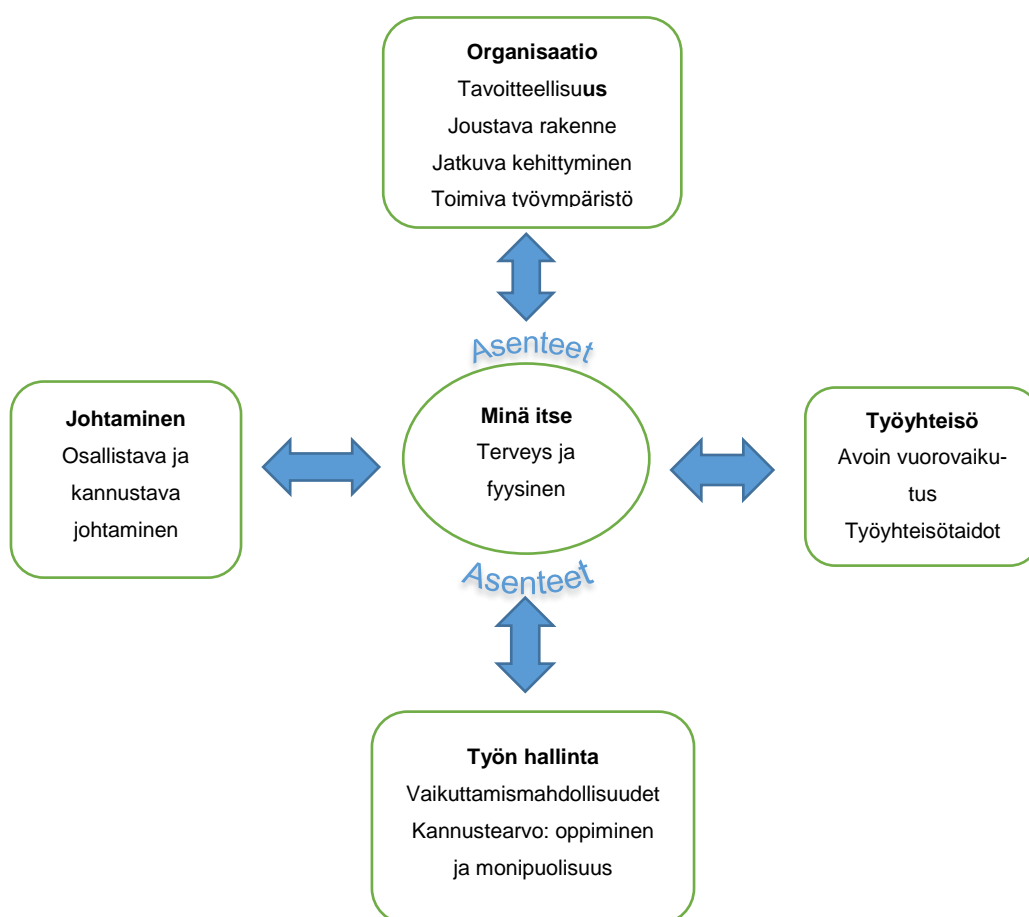 Organisaatio
Tavoitteellisuus
Joustava rakenne
Jatkuva kehittyminen
Toimiva työympäristö
Asenteet
Johtaminen
Osallistava ja
kannustava
johtaminen
Minä itse
Terveys ja
fyysinen
Työyhteisö
Avoin vuorovaiku-
tus
Työyhteisötaidot
Asenteet
Työn hallinta
Vaikuttamismahdollisuudet
Kannustearvo: oppiminen
ja monipuolisuus